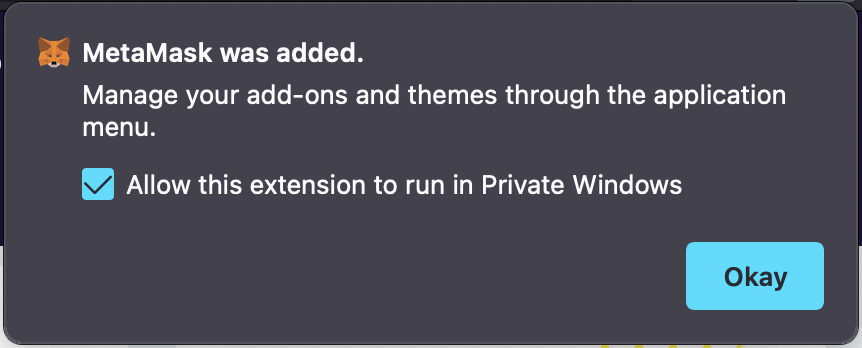 MetaMask was added.
Manage your add-ons and themes through the application
menu.
Allow this extension to run in Private Windows
Okay